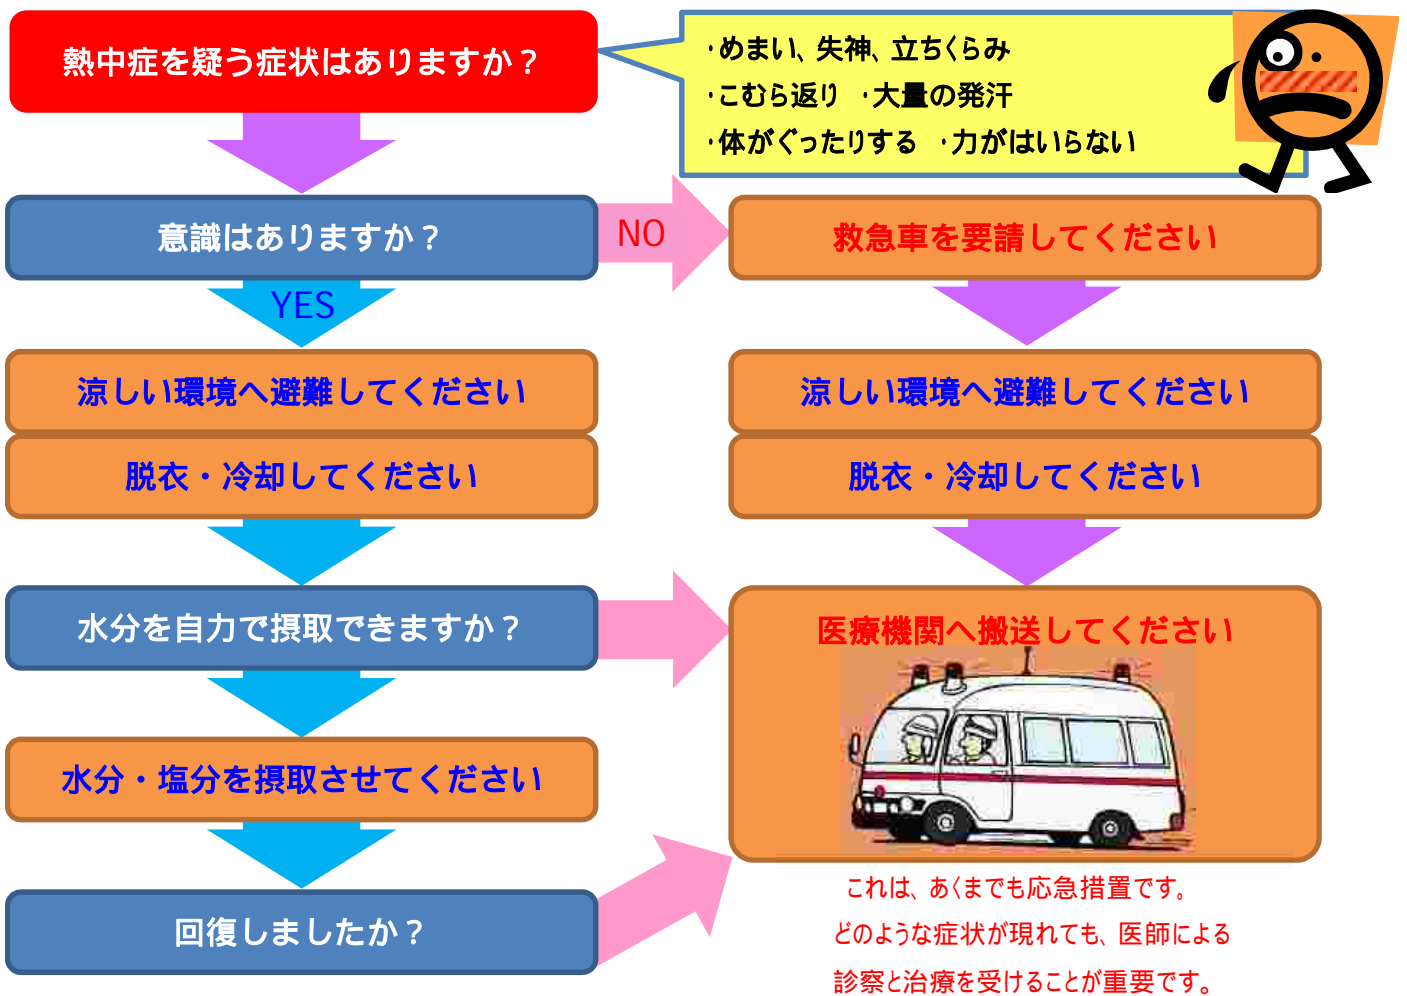 熱中症を疑う症状はありますか？
・めまい、失神、立ちくらみ
・こむら返り ・大量の発汗
・体がぐったりする ・力がはいらない
意識はありますか？
NO
救急車を要請してください
YES
涼しい環境へ避難してください
涼しい環境へ避難してください
脱衣・冷却してください
脱衣・冷却してください
水分を自力で摂取できますか？
医療機関へ搬送してください
水分・塩分を摂取させてください
回復しましたか？
これは、あくまでも応急措置です。
どのような症状が現れても、医師による
診察と治療を受けることが重要です。